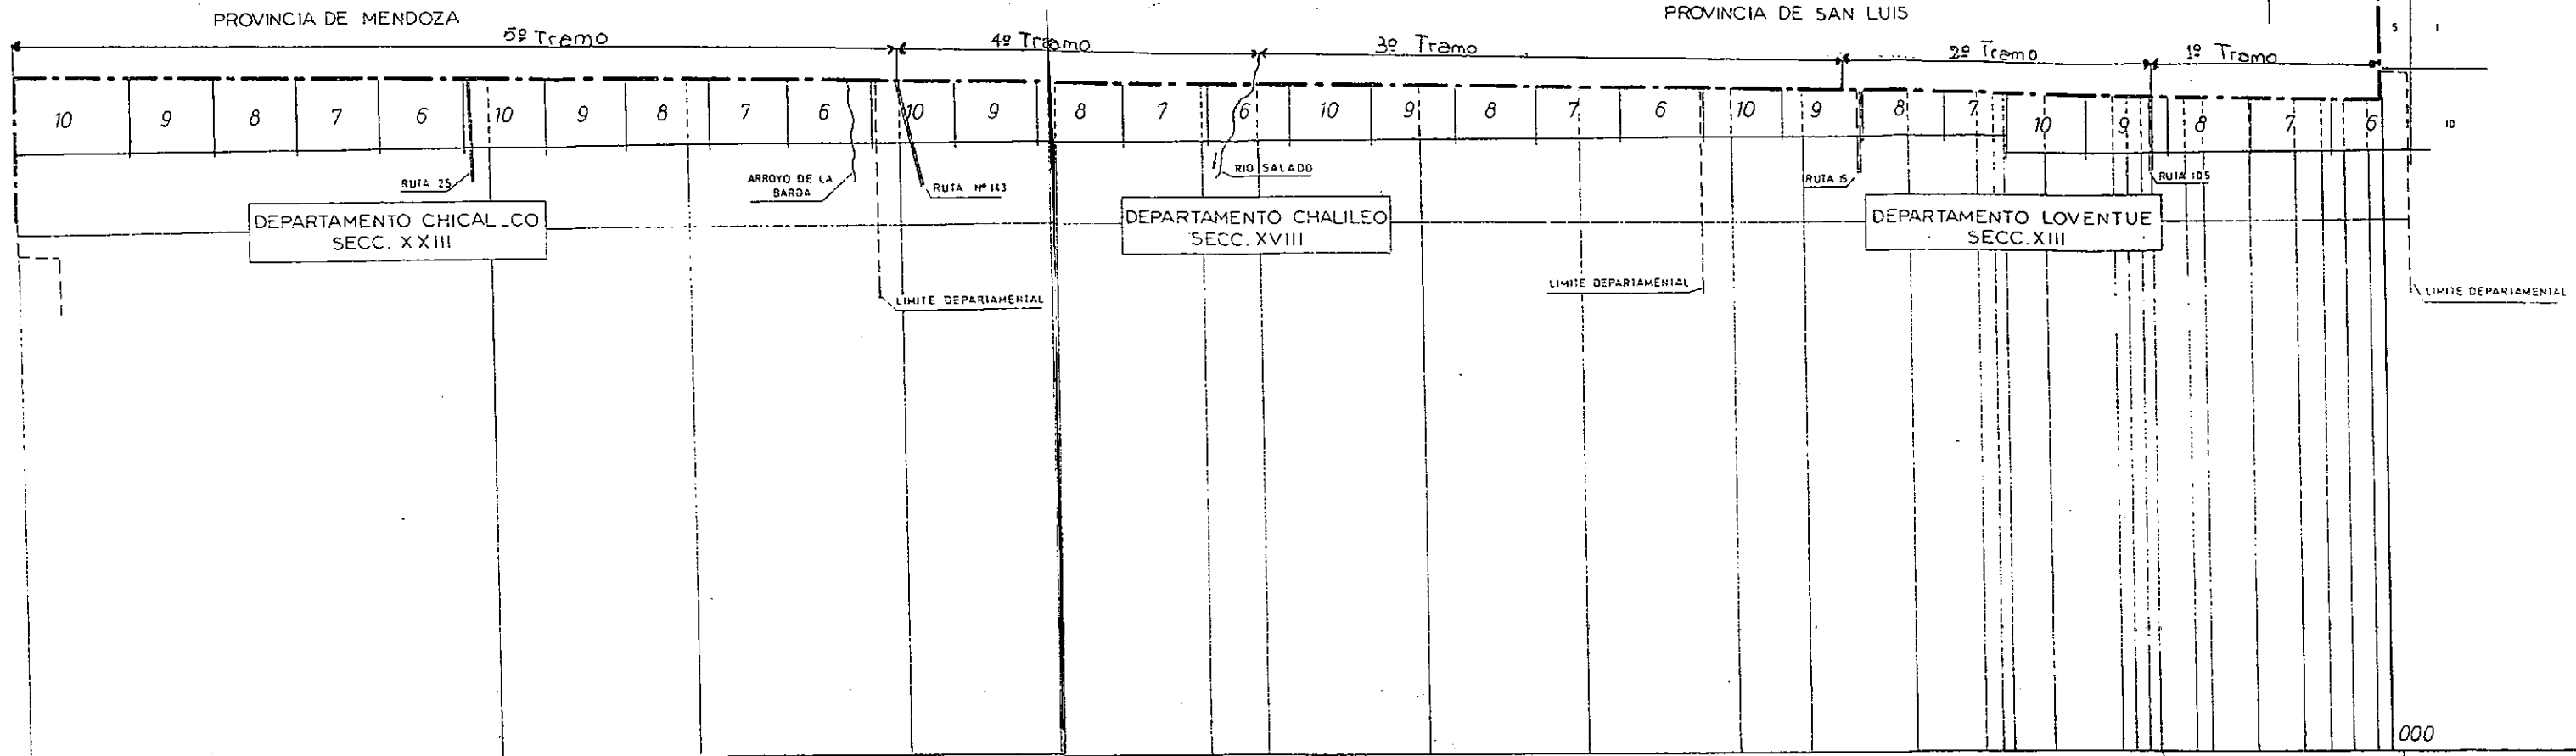 PROVINCIA DE MENDOZA
PROVINCIA DE SAN LUIS
5º Tramo
4º Tramo
3º Tramo
2º Tramo
1º Tramo
5 1
10 9 8 7 6 10 9 8 7 6 10 9 8 7 6 10 9 8 7 6 10 9 8 7 10 9 8 7 6 10
RUTA 25
ARROYO DE LA
BARDA
RUTA Nº 143
RIO SALADO
RUTA 15
RUTA 105
DEPARTAMENTO CHICAL_CO
SECC. XXIII
DEPARTAMENTO CHALILEO
SECC. XVIII
DEPARTAMENTO LOVENTUE
SECC. XIII
LIMITE DEPARTAMENTAL
LIMITE DEPARTAMENTAL
LIMITE DEPARTAMENTAL
000